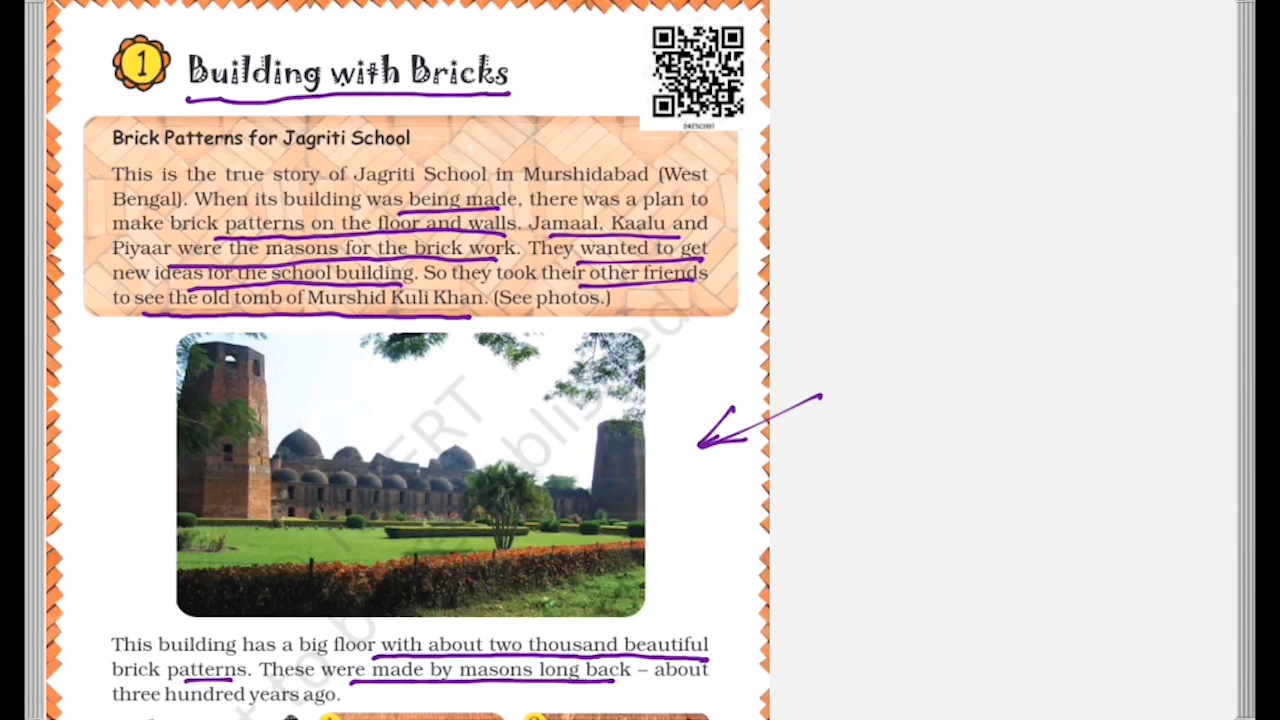 1
Building with Bricks
Brick Patterns for Jagriti School
This is the true story of Jagriti School in Murshidabad (West
Bengal). When its building was being made, there was a plan to
make brick patterns on the floor and walls. Jamaal, Kaalu and
Piyaar were the masons for the brick work. They wanted to get
new ideas for the school building. So they took their other friends
to see the old tomb of Murshid Kuli Khan. (See photos.)
This building has a big floor with about two thousand beautiful
brick patterns. These were made by masons long back – about
three hundred years ago.